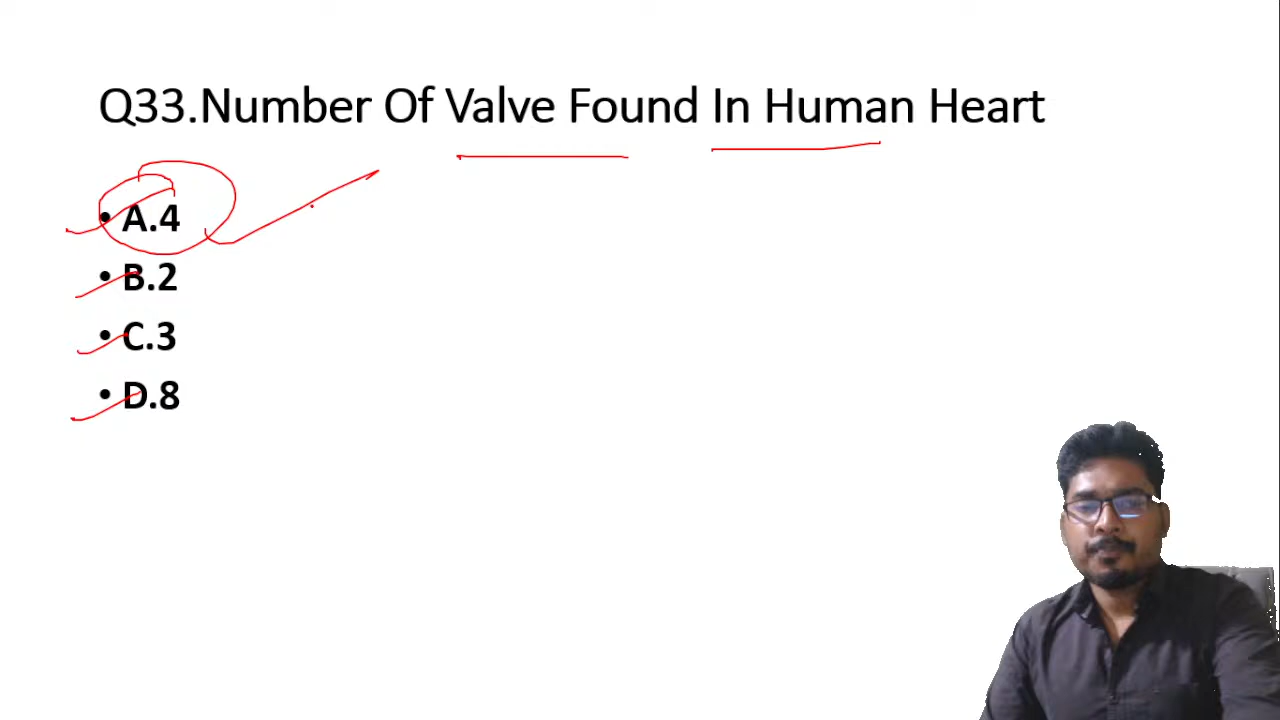 Q33.Number Of Valve Found In Human Heart
• A.4
• B.2
• C.3
• D.8